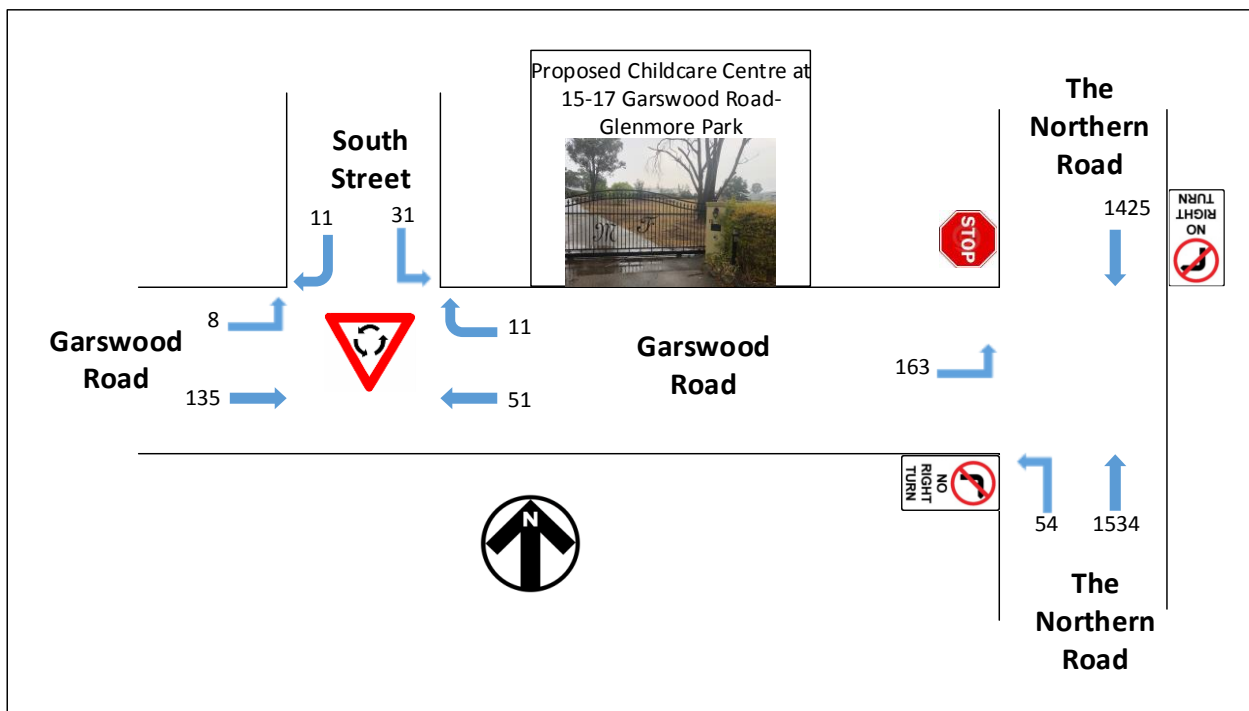 Proposed Childcare Centre at
15-17 Garswood Road-
Glenmore Park
M F
South
Street
11
31
8
11
Garswood
Road
135
51
Garswood
Road
163
STOP
The
Northern
Road
1425
NO
RIGHT
TURN
NO
RIGHT
TURN
54
1534
N
The
Northern
Road